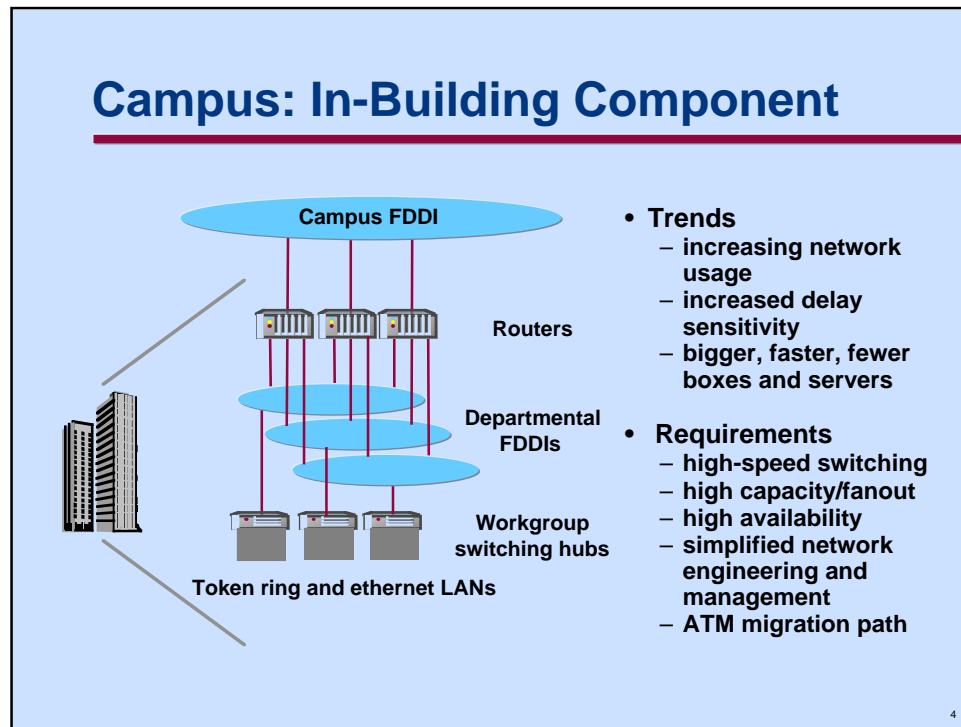 Campus: In-Building Component
Campus FDDI
Routers
Departmental
FDDIs
Workgroup
switching hubs
Token ring and ethernet LANs
• Trends
– increasing network
usage
– increased delay
sensitivity
– bigger, faster, fewer
boxes and servers
• Requirements
– high-speed switching
– high capacity/fanout
– high availability
– simplified network
engineering and
management
– ATM migration path
4